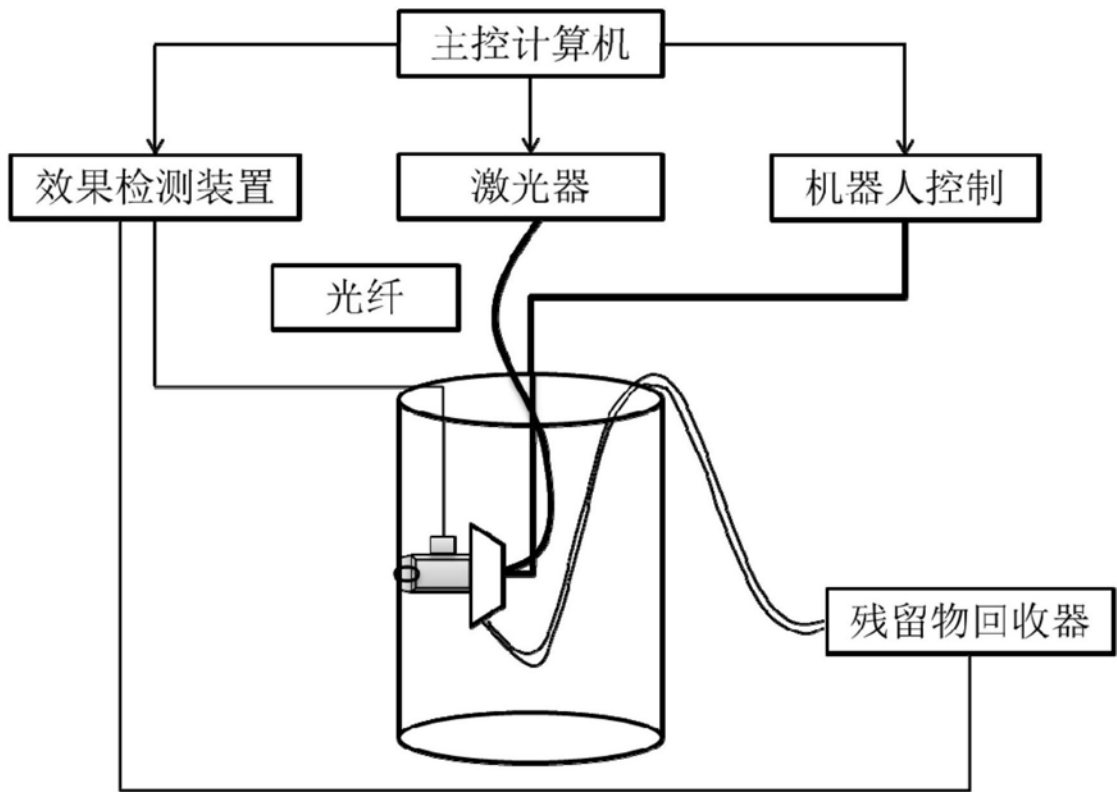 主控计算机
效果检测装置
激光器
机器人控制
光纤
残留物回收器